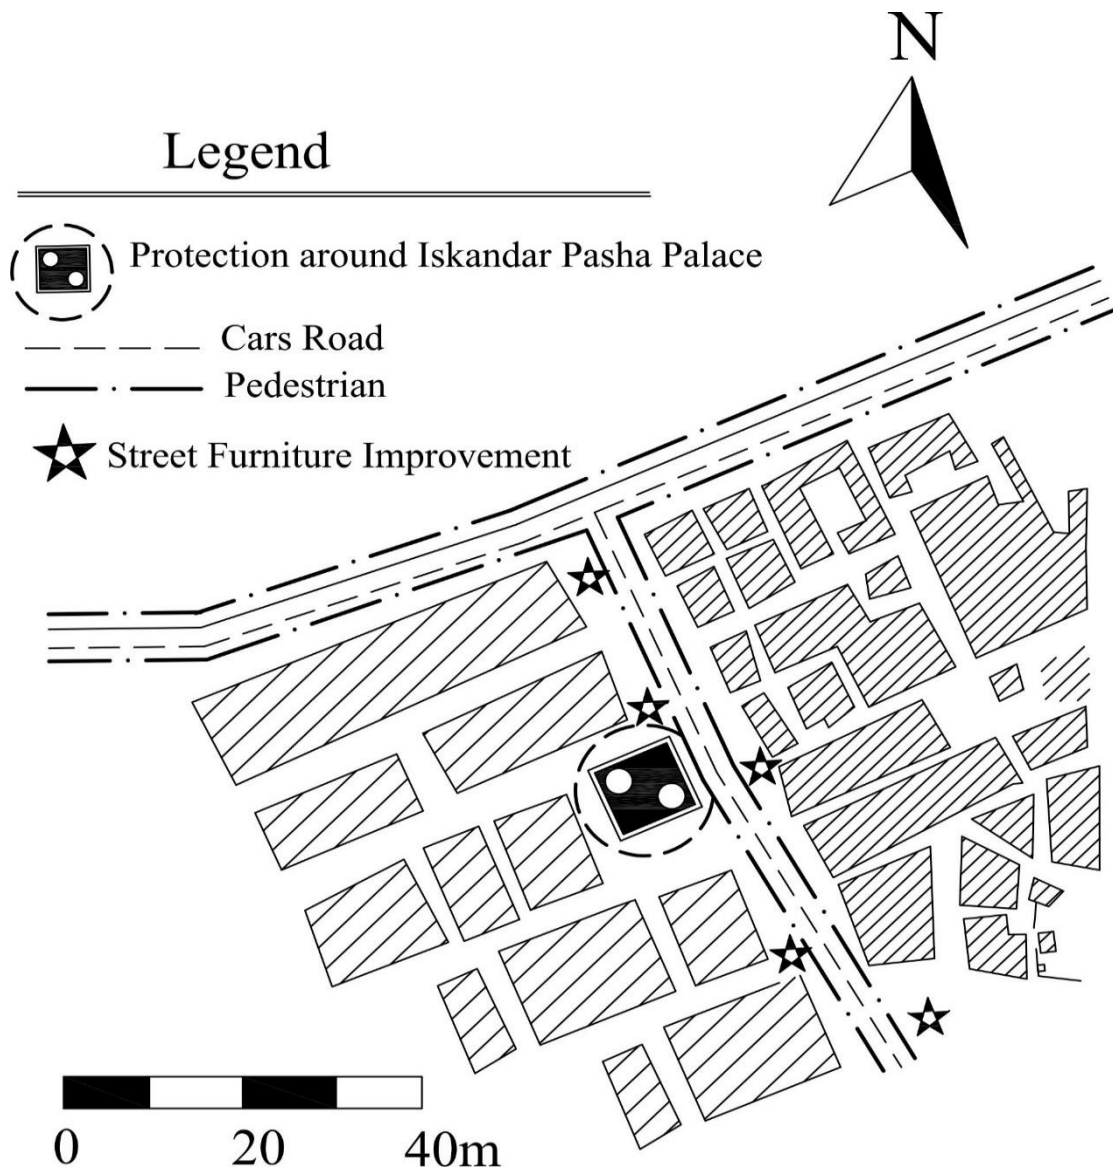 N
Legend
Protection around Iskandar Pasha Palace
Cars Road
Pedestrian
Street Furniture Improvement
0 20 40m